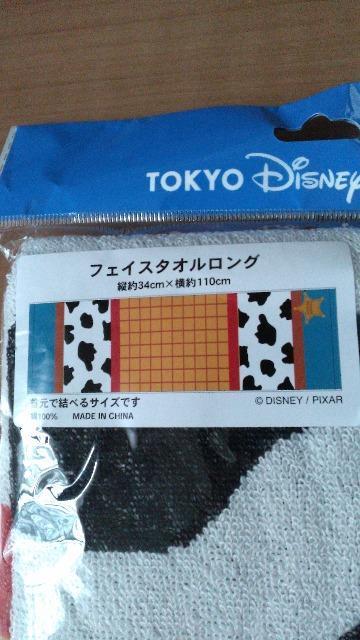 TOKYO Disney
フェイスタオルロング
縦約34cm×横約110cm
首元で結べるサイズです
© DISNEY / PIXAR
綿100% MADE IN CHINA